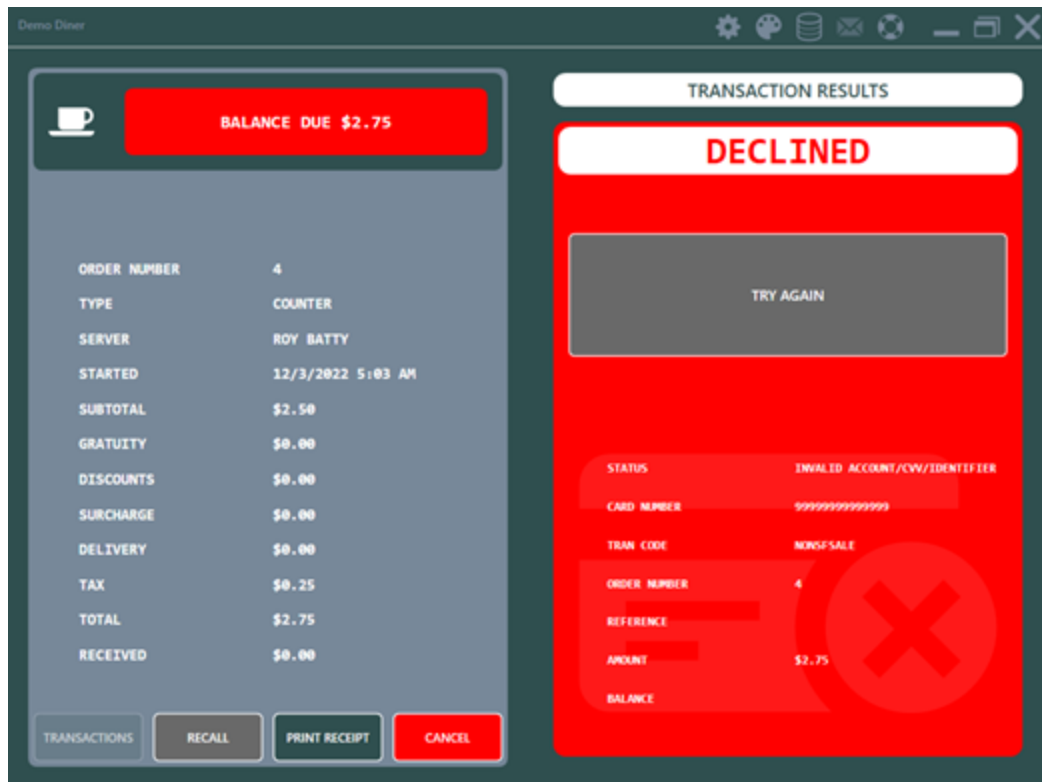 Demo Diner
BALANCE DUE $2.75
ORDER NUMBER 4
TYPE COUNTER
SERVER ROY BATTY
STARTED 12/3/2022 5:03 AM
SUBTOTAL $2.50
GRATUITY $0.00
DISCOUNTS $0.00
SURCHARGE $0.00
DELIVERY $0.00
TAX $0.25
TOTAL $2.75
RECEIVED $0.00
TRANSACTIONS RECALL PRINT RECEIPT CANCEL
TRANSACTION RESULTS
DECLINED
TRY AGAIN
STATUS INVALID ACCOUNT/CVV/IDENTIFIER
CARD NUMBER
TRAN CODE NONSFSALE
ORDER NUMBER 4
REFERENCE
AMOUNT $2.75
BALANCE